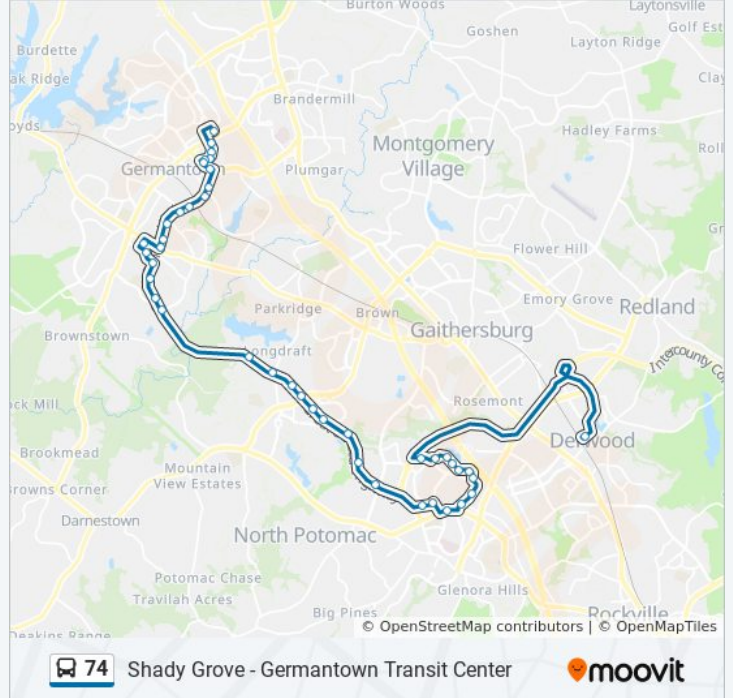 Burton Woods
Laytonsville
Golf Est
Goshen
Layton Ridge
Burdette
Clay
ak Ridge
Brandermill
oyds
Hadley Farms
Montgomery
Village
Roll
Germanto
Plumgar
Gr
Flower Hill
Emory Grove
Redland
Parkridge
Brown
Gaithersburg
Brownstown
Intercounty Co
ongdraft
ck Mill
Rosemont
Derwood
Brookmead
Mountain
View Estates
rowns Corner
Darnestown
North Potomac
Potomac Chase
Glenora Hills
Travilah Acres
Big Pines
Rockville
Deakins Range
© OpenStreetMap contributors | © OpenMapTiles
74 Shady Grove - Germantown Transit Center
moovit